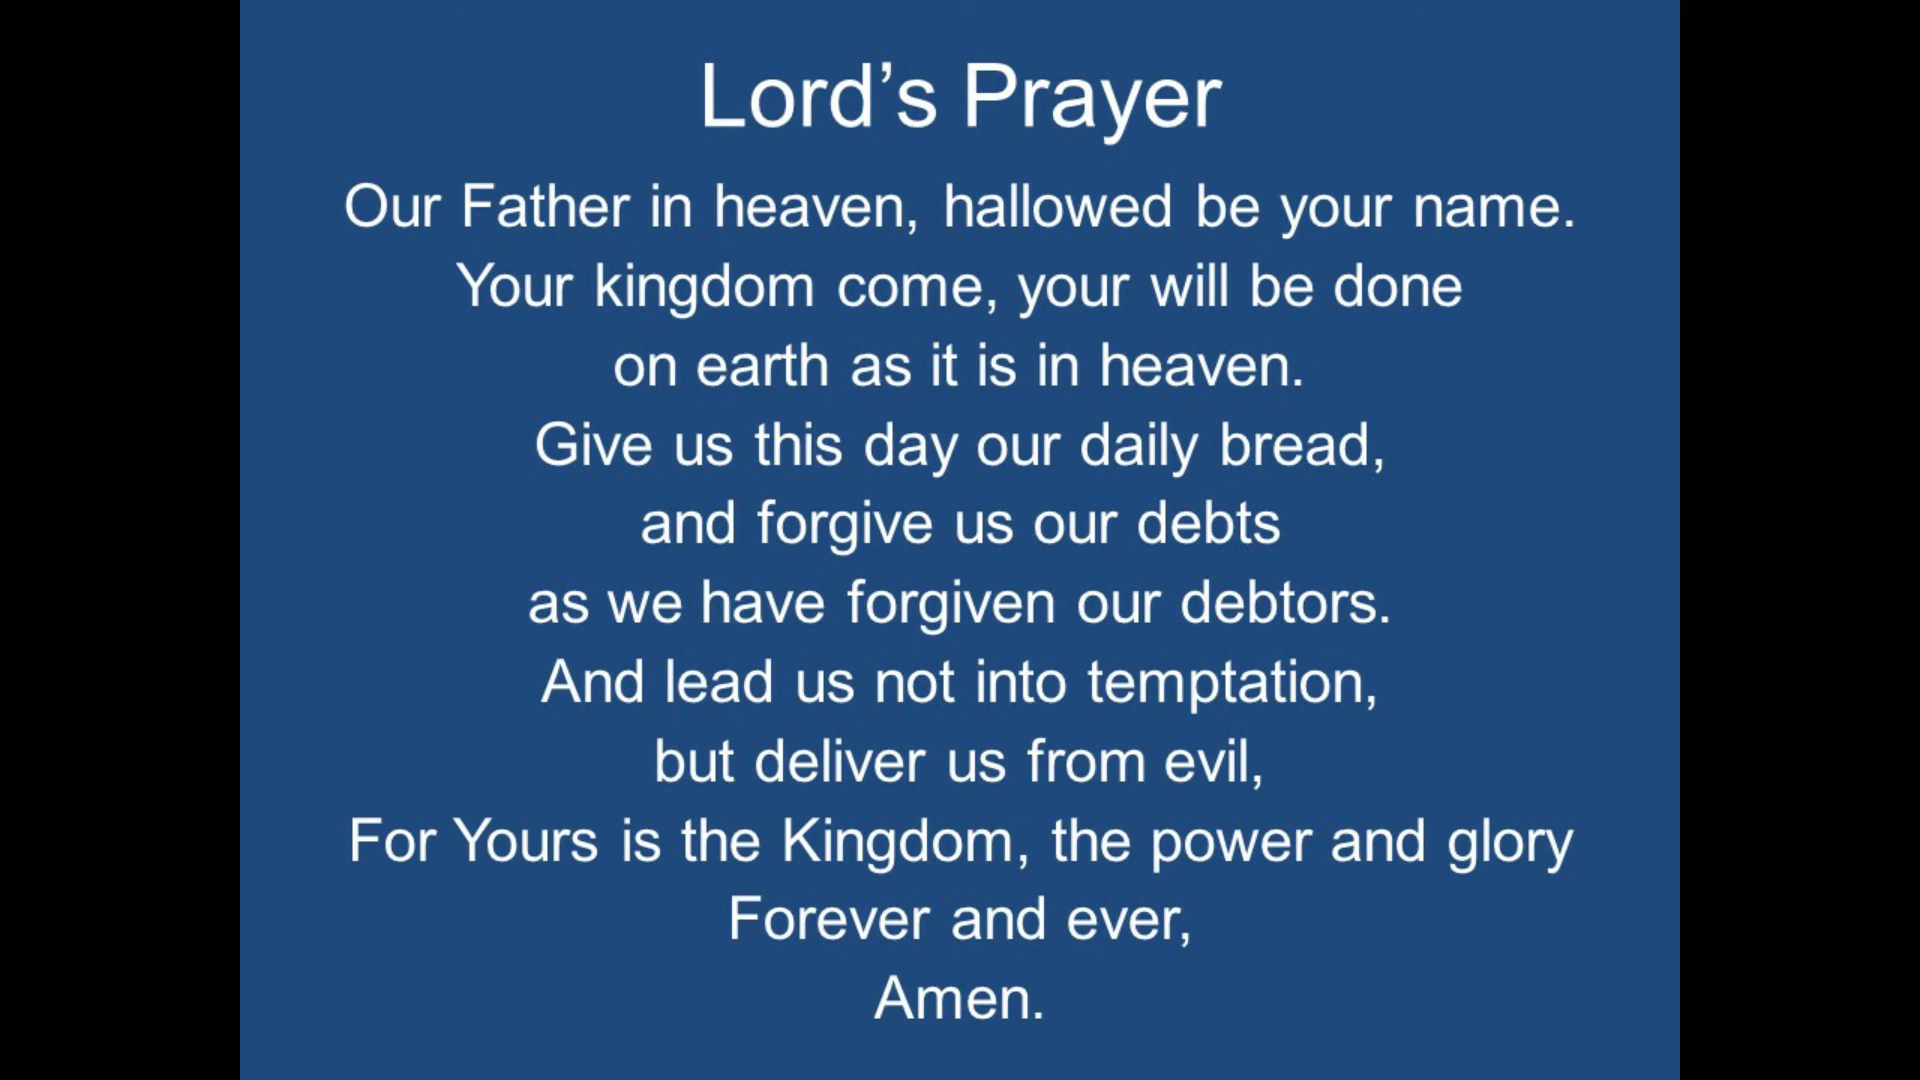 Lord’s Prayer
Our Father in heaven, hallowed be your name.
Your kingdom come, your will be done
on earth as it is in heaven.
Give us this day our daily bread,
and forgive us our debts
as we have forgiven our debtors.
And lead us not into temptation,
but deliver us from evil,
For Yours is the Kingdom, the power and glory
Forever and ever,
Amen.